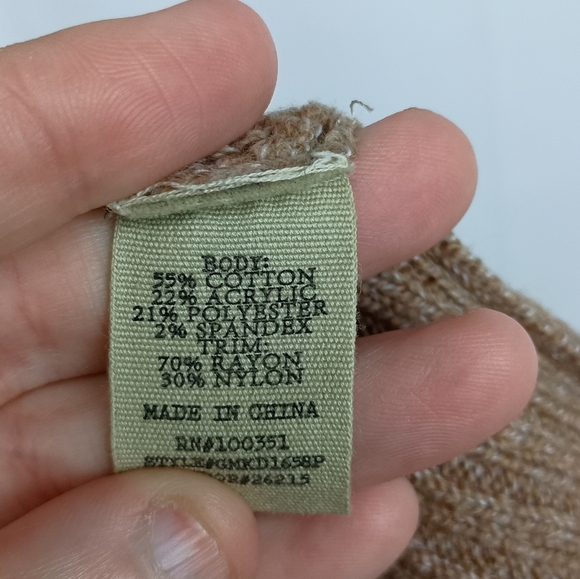 BODY:
55% COTTON
22% ACRYLIC
21% POLYESTER
2% SPANDEX
TRIM:
70% RAYON
30% NYLON
MADE IN CHINA
RN#100351
STYLE#GMKD1658P
#26215